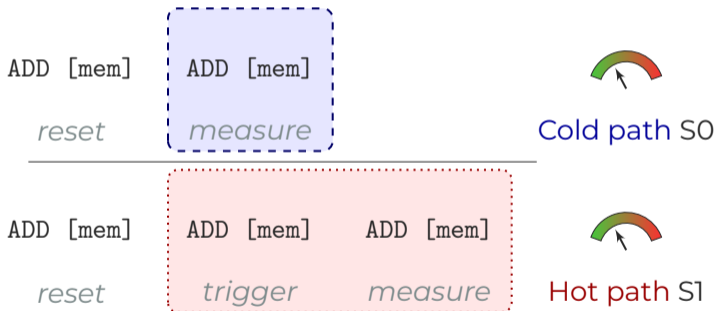 ADD [mem] ADD [mem]
reset measure Cold path S0
ADD [mem] ADD [mem] ADD [mem]
reset trigger measure Hot path S1